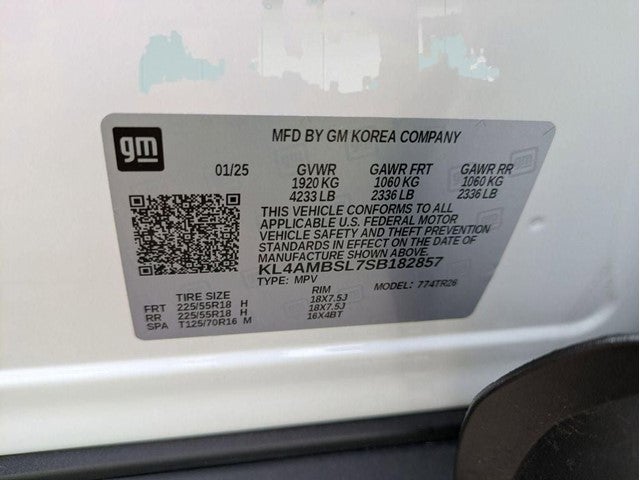 gm
MFD BY GM KOREA COMPANY
01/25 GVWR GAWR FRT GAWR RR
1920 KG 1060 KG 1060 KG
4233 LB 2336 LB 2336 LB
THIS VEHICLE CONFORMS TO ALL
APPLICABLE U.S. FEDERAL MOTOR
VEHICLE SAFETY AND THEFT PREVENTION
STANDARDS IN EFFECT ON THE DATE OF
MANUFACTURE SHOWN ABOVE.
KL4AMBSL7SB182857
TYPE: MPV MODEL: 774TR26
TIRE SIZE RIM
FRT 225/55R18 H 18X7.5J
RR 225/55R18 H 18X7.5J
SPA T125/70R16 M 16X4BT